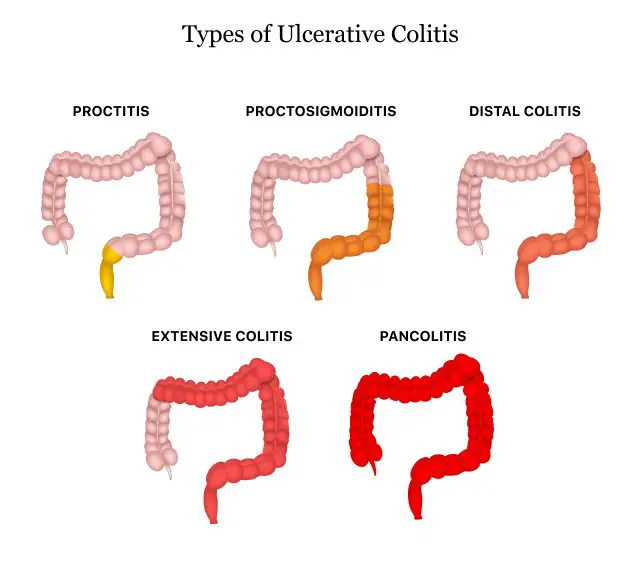 Types of Ulcerative Colitis
PROCTITIS
PROCTOSIGMOIDITIS
DISTAL COLITIS
EXTENSIVE COLITIS
PANCOLITIS